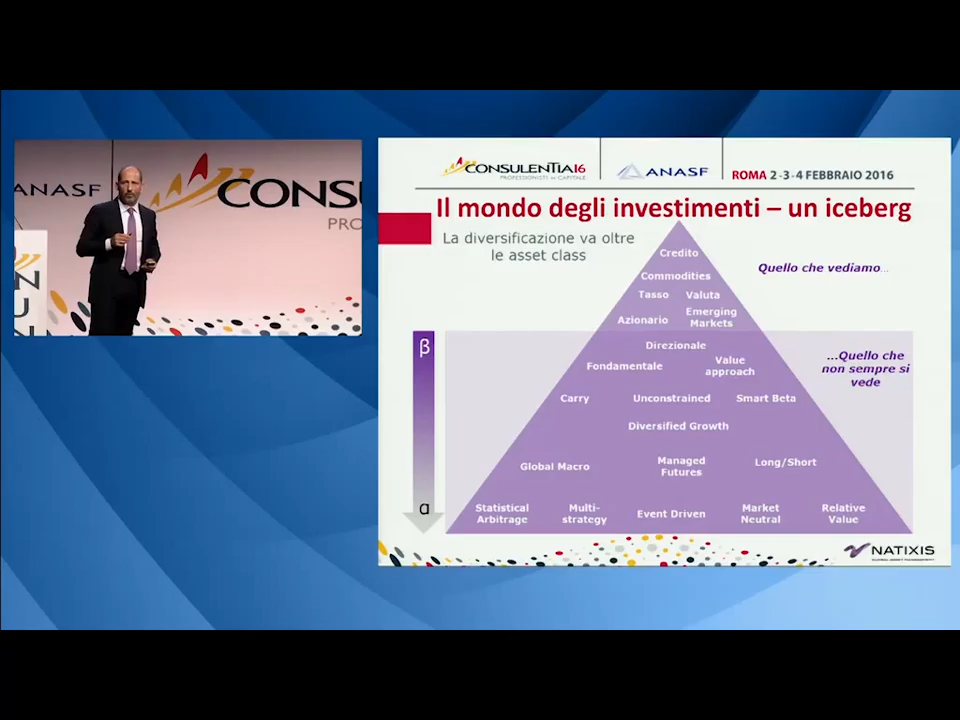 ANASF
CONSU
PRO
N
U
CONSULENTIA16
PROFESSIONISTI IN CAPITALE
ANASF
ROMA 2-3-4 FEBBRAIO 2016
Il mondo degli investimenti – un iceberg
La diversificazione va oltre
le asset class
Quello che vediamo...
Credito
Commodities
Tasso Valuta
Azionario Emerging
Markets
β
Direzionale
Fondamentale Value
approach
...Quello che
non sempre si
vede
Carry Unconstrained Smart Beta
Diversified Growth
Global Macro Managed
Futures Long/Short
α
Statistical
Arbitrage
Multi-
strategy
Event Driven
Market
Neutral
Relative
Value
NATIXIS
GLOBAL ASSET MANAGEMENT